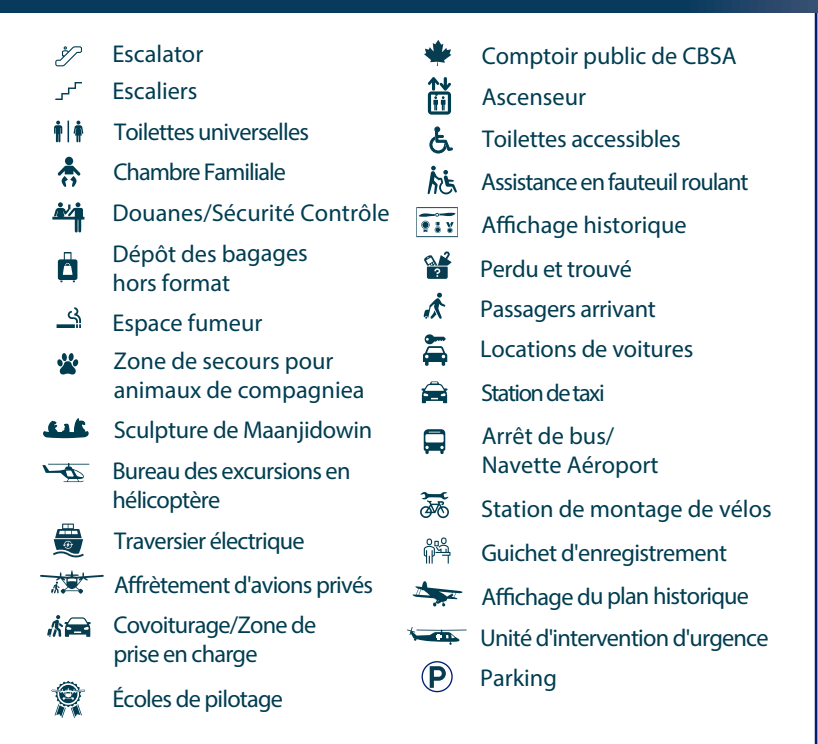 Escalator
Escaliers
Toilettes universelles
Chambre Familiale
Douanes/Sécurité Contrôle
Dépôt des bagages
hors format
Espace fumeur
Zone de secours pour
animaux de compagniea
Sculpture de Maanjidowin
Bureau des excursions en
hélicoptère
Traversier électrique
Affrètement d'avions privés
Covoiturage/Zone de
prise en charge
Écoles de pilotage
Comptoir public de CBSA
Ascenseur
Toilettes accessibles
Assistance en fauteuil roulant
Affichage historique
?
Perdu et trouvé
Passagers arrivant
Locations de voitures
Station de taxi
Arrêt de bus/
Navette Aéroport
Station de montage de vélos
Guichet d'enregistrement
Affichage du plan historique
Unité d'intervention d'urgence
P
Parking